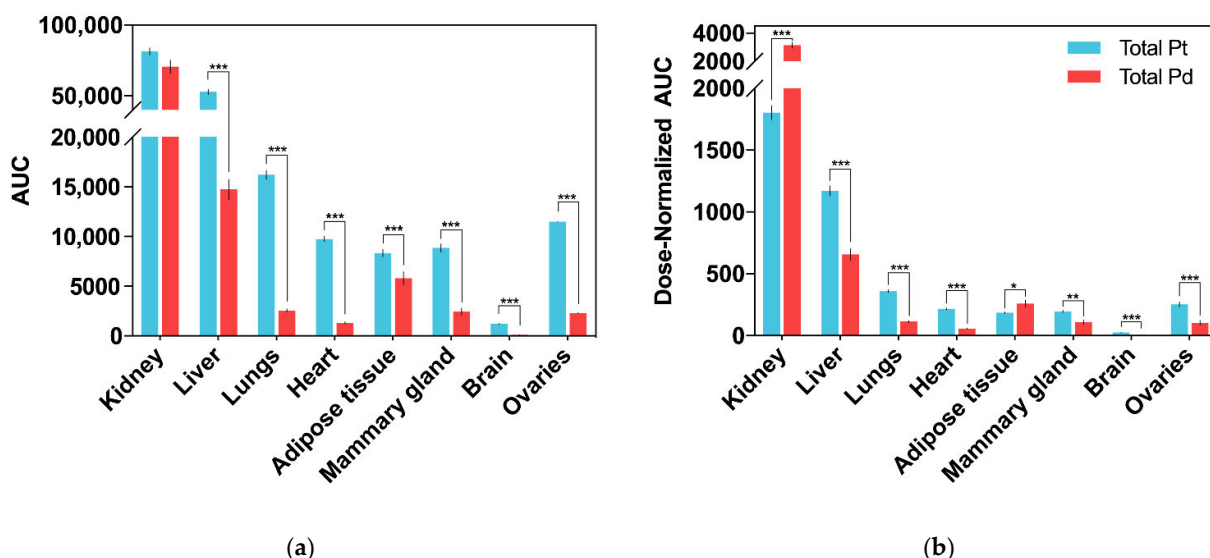 100,000
50,000
20,000
15,000
10,000
5000
0
AUC
***
***
***
***
***
***
***
Kidney
Liver
Lungs
Heart
Adipose tissue
Mammary gland
Brain
Ovaries
(a)
4000
2000
2000
1500
1000
500
0
Dose-Normalized AUC
***
***
***
***
*
**
***
***
Total Pt
Total Pd
Kidney
Liver
Lungs
Heart
Adipose tissue
Mammary gland
Brain
Ovaries
(b)